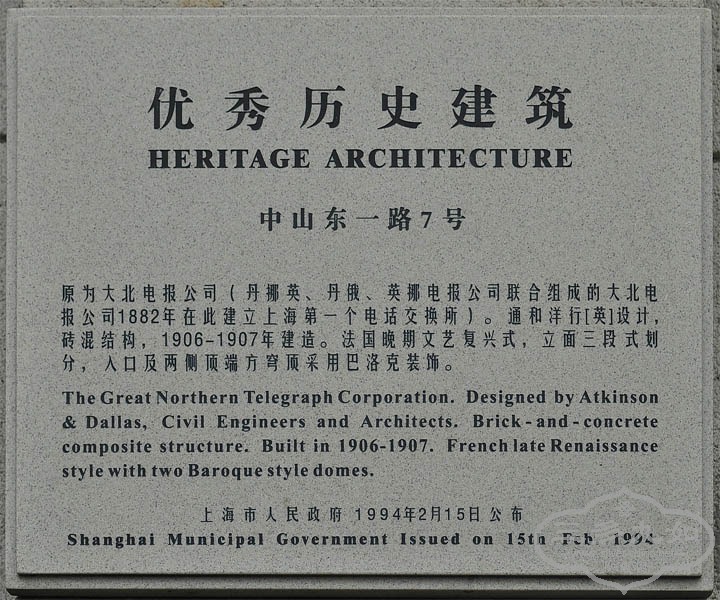 优秀历史建筑
HERITAGE ARCHITECTURE
中山东一路7号
原为大北电报公司(丹挪英、丹俄、英挪电报公司联合组成的大北电
报公司1882年在此建立上海第一个电话交换所)。通和洋行[英]设计,
砖混结构,1906-1907年建造。法国晚期文艺复兴式,立面三段式划
分,入口及两侧顶端方穹顶采用巴洛克装饰。
The Great Northern Telegraph Corporation. Designed by Atkinson
& Dallas, Civil Engineers and Architects. Brick-and-concrete
composite structure. Built in 1906-1907. French late Renaissance
style with two Baroque style domes.
上海市人民政府 1994年2月15日公布
Shanghai Municipal Government Issued on 15th Feb. 1994